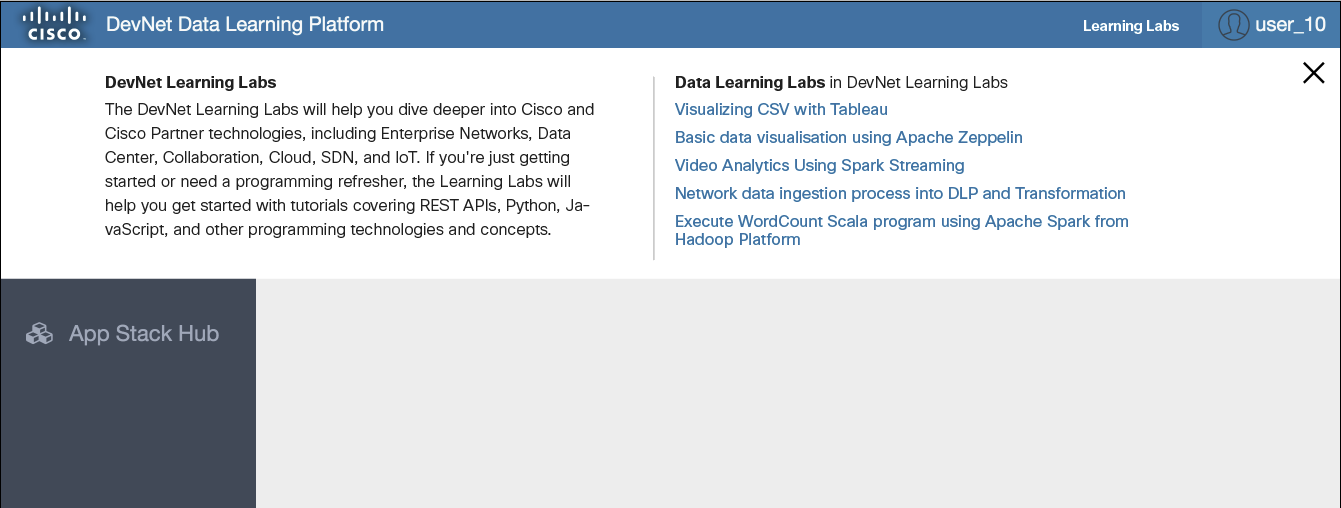 CISCO
DevNet Data Learning Platform
Learning Labs
user_10
DevNet Learning Labs
The DevNet Learning Labs will help you dive deeper into Cisco and
Cisco Partner technologies, including Enterprise Networks, Data
Center, Collaboration, Cloud, SDN, and IoT. If you're just getting
started or need a programming refresher, the Learning Labs will
help you get started with tutorials covering REST APIs, Python, Ja-
vaScript, and other programming technologies and concepts.
Data Learning Labs in DevNet Learning Labs
Visualizing CSV with Tableau
Basic data visualisation using Apache Zeppelin
Video Analytics Using Spark Streaming
Network data ingestion process into DLP and Transformation
Execute WordCount Scala program using Apache Spark from
Hadoop Platform
App Stack Hub